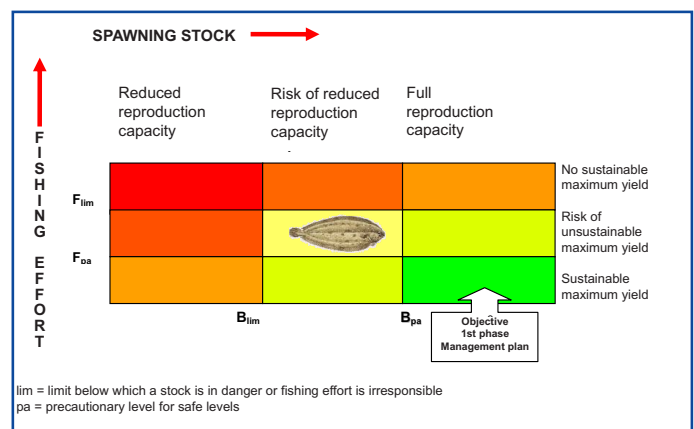 SPAWNING STOCK
FISHING EFFORT
Reduced
reproduction
capacity
Risk of reduced
reproduction
capacity
Full
reproduction
capacity
No sustainable
maximum yield
Flim
Risk of
unsustainable
maximum yield
Fpa
Sustainable
maximum yield
Blim
Bpa
Objective
1st phase
Management plan
lim = limit below which a stock is in danger or fishing effort is irresponsible
pa = precautionary level for safe levels